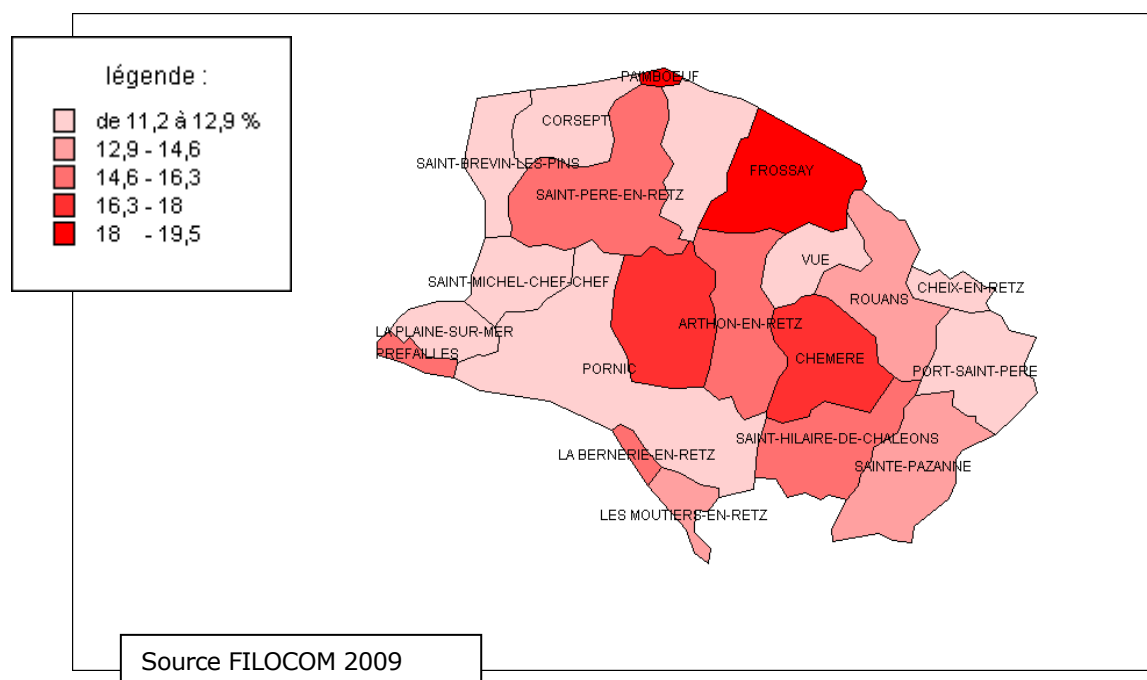 légende :
de 11,2 à 12,9 %
12,9 - 14,6
14,6 - 16,3
16,3 - 18
18 - 19,5
PAIMBOEUF
CORSEPT
SAINT-BREVIN-LES-PINS
FROSSAY
SAINT-PERE-EN-RETZ
VUE
SAINT-MICHEL-CHEF-CHEF
CHEIX-EN-RETZ
ROUANS
LA PLAINE-SUR-MER
ARTHON-EN-RETZ
PREFAILLES
CHEMERE
PORNIC
PORT-SAINT-PERE
SAINT-HILAIRE-DE-CHALEONS
LA BERNERIE-EN-RETZ
SAINTE-PAZANNE
LES MOUTIERS-EN-RETZ
Source FILOCOM 2009